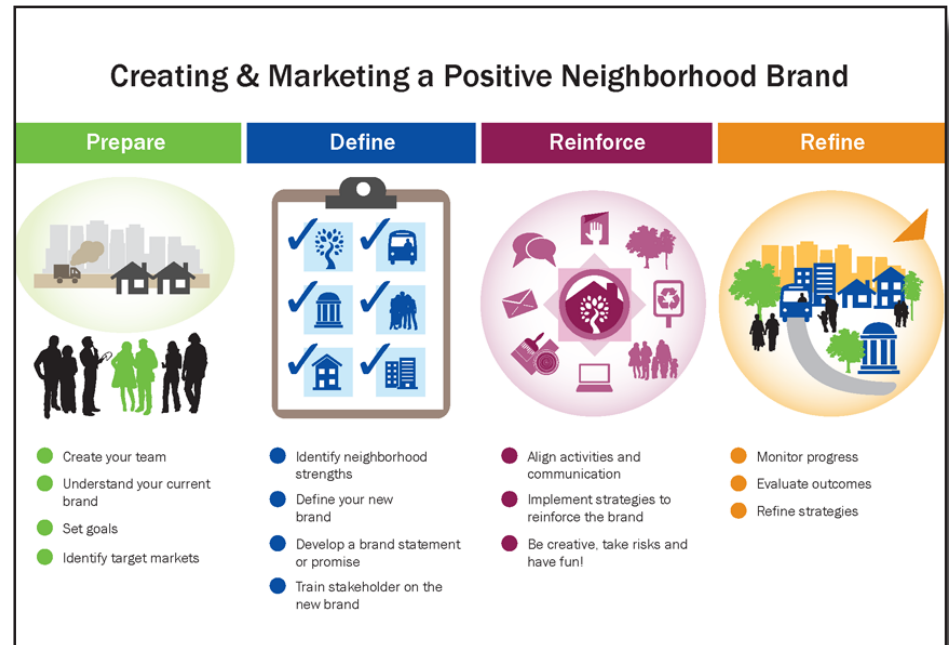 Creating & Marketing a Positive Neighborhood Brand
Prepare
Define
Reinforce
Refine
Create your team
Understand your current
brand
Set goals
Identify target markets
Identify neighborhood
strengths
Define your new
brand
Develop a brand statement
or promise
Train stakeholder on the
new brand
Align activities and
communication
Implement strategies to
reinforce the brand
Be creative, take risks and
have fun!
Monitor progress
Evaluate outcomes
Refine strategies